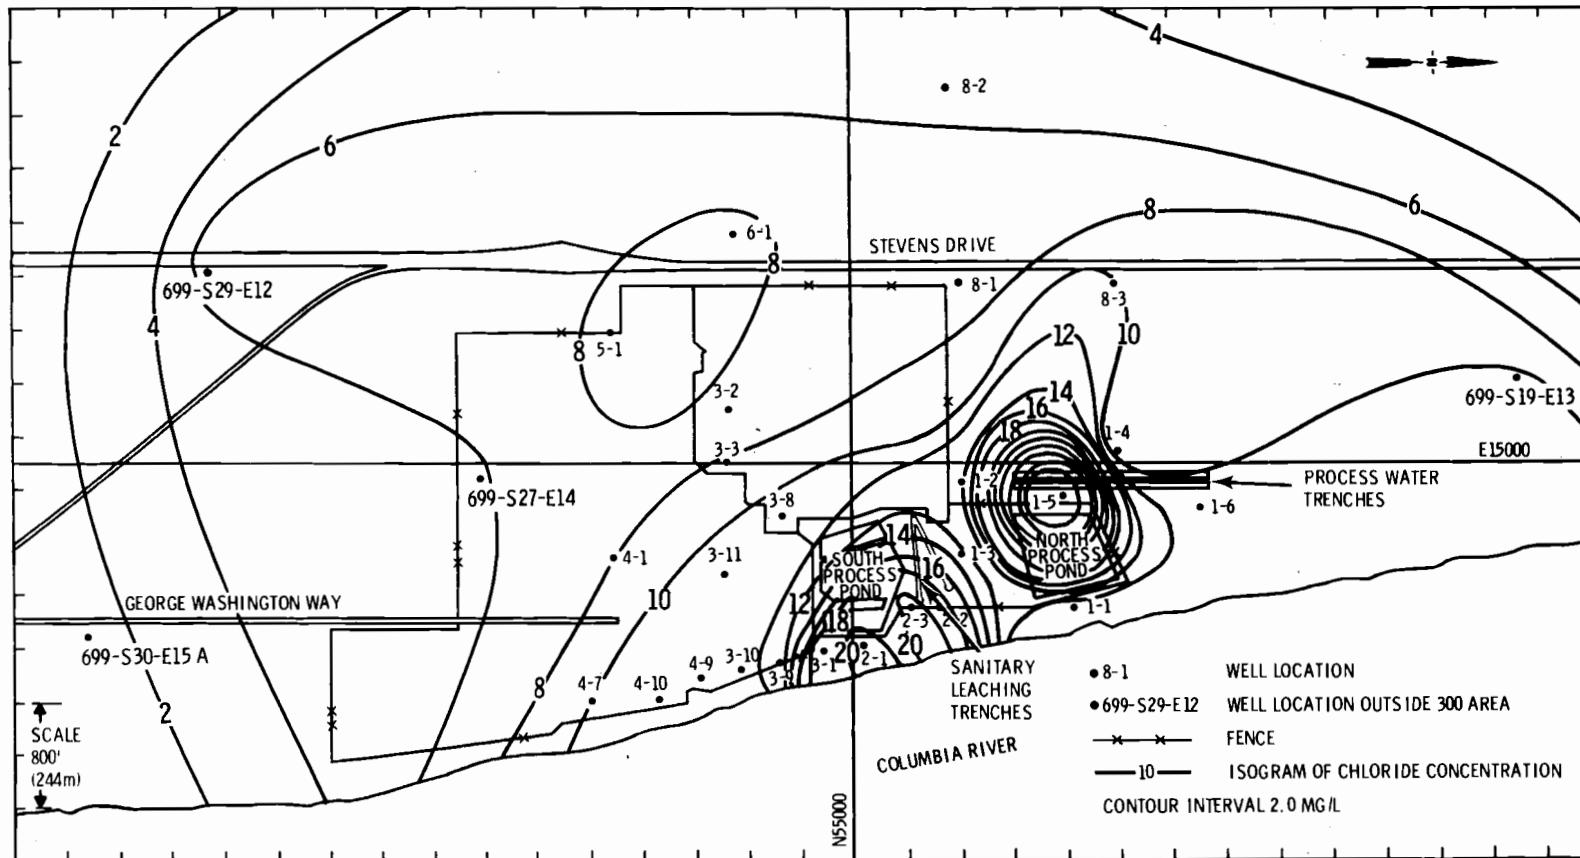 4
N
8-2
2
6
8
6
6-1
STEVENS DRIVE
8
699-S29-E12
8-1
8-3
4
12
10
8
5-1
14
699-S19-E13
3-2
16
18
1-4
3-3
E15000
699-S27-E14
1-2
PROCESS WATER
TRENCHES
1-5
1-6
3-8
14
NORTH
PROCESS
POND
4-1
3-11
SOUTH
PROCESS
POND
16
1-3
GEORGE WASHINGTON WAY
10
12
18
2-3
2-2
1-1
699-S30-E15 A
20
20
3-10
3-9
3-1
2-1
4-9
8
4-7
4-10
2
SANITARY
LEACHING
TRENCHES
SCALE
800'
(244m)
COLUMBIA RIVER
N55000
8-1 WELL LOCATION
699-S29-E12 WELL LOCATION OUTSIDE 300 AREA
FENCE
10 ISOGRAM OF CHLORIDE CONCENTRATION
CONTOUR INTERVAL 2.0 MG/L